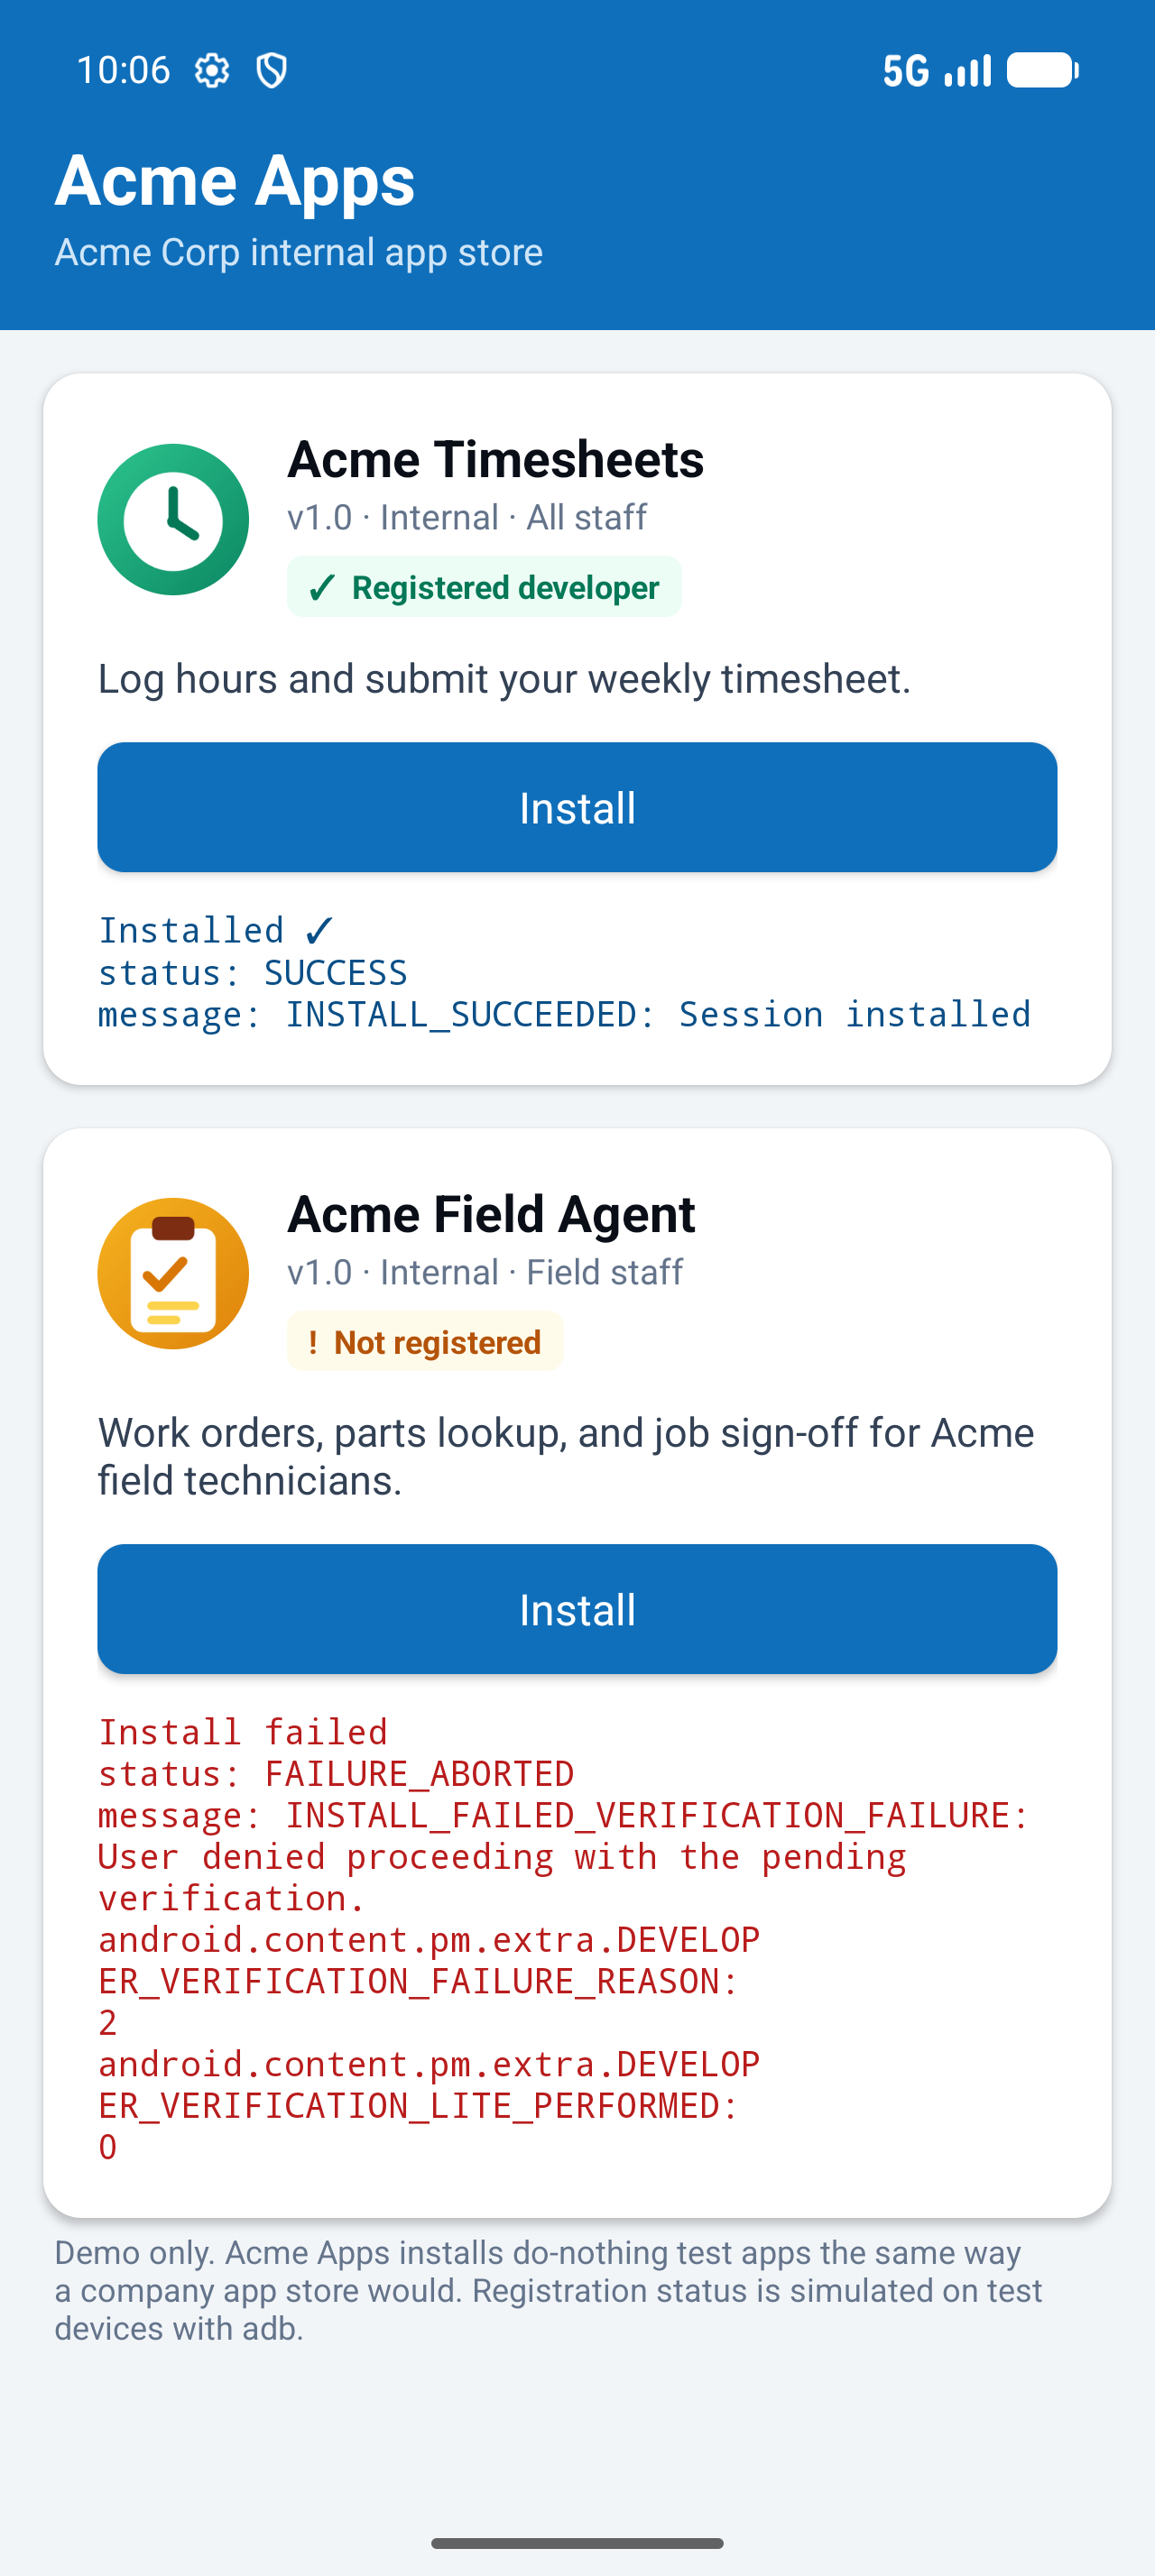 10:06
5G
Acme Apps
Acme Corp internal app store
Acme Timesheets
v1.0 · Internal · All staff
✓ Registered developer
Log hours and submit your weekly timesheet.
Install
Installed ✓
status: SUCCESS
message: INSTALL_SUCCEEDED: Session installed
Acme Field Agent
v1.0 · Internal · Field staff
! Not registered
Work orders, parts lookup, and job sign-off for Acme
field technicians.
Install
Install failed
status: FAILURE_ABORTED
message: INSTALL_FAILED_VERIFICATION_FAILURE:
User denied proceeding with the pending
verification.
android.content.pm.extra.DEVELOP
ER_VERIFICATION_FAILURE_REASON:
2
android.content.pm.extra.DEVELOP
ER_VERIFICATION_LITE_PERFORMED:
0
Demo only. Acme Apps installs do-nothing test apps the same way
a company app store would. Registration status is simulated on test
devices with adb.